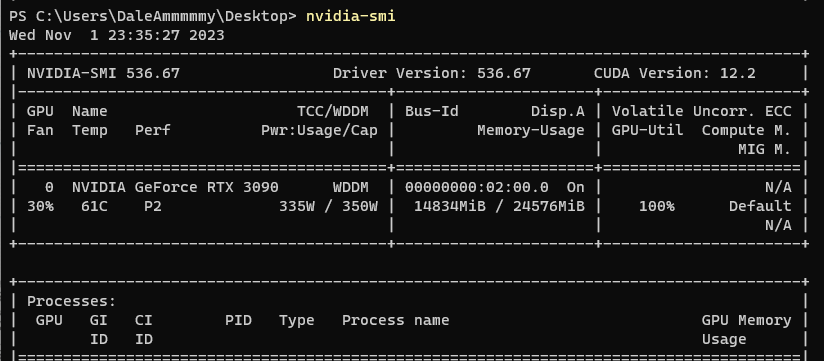 PS C:\Users\DaleAmmmmmy\Desktop> nvidia-smi
Wed Nov  1 23:35:27 2023
+---------------------------------------------------------------------------------------+
| NVIDIA-SMI 536.67                 Driver Version: 536.67       CUDA Version: 12.2     |
|-----------------------------------------+----------------------+----------------------+
| GPU  Name                     TCC/WDDM  | Bus-Id        Disp.A | Volatile Uncorr. ECC |
| Fan  Temp   Perf          Pwr:Usage/Cap |         Memory-Usage | GPU-Util  Compute M. |
|                                         |                      |               MIG M. |
|=========================================+======================+======================|
|   0  NVIDIA GeForce RTX 3090      WDDM  | 00000000:02:00.0  On |                  N/A |
| 30%   61C    P2             335W / 350W |  14834MiB / 24576MiB |    100%      Default |
|                                         |                      |                  N/A |
+-----------------------------------------+----------------------+----------------------+

+---------------------------------------------------------------------------------------+
| Processes:                                                                            |
|  GPU   GI   CI        PID   Type   Process name                            GPU Memory |
|        ID   ID                                                             Usage      |
|=======================================================================================|